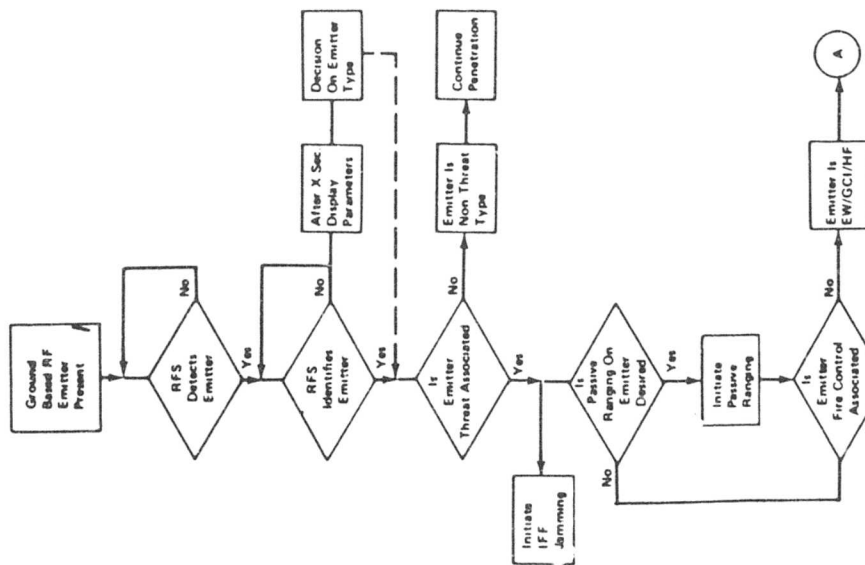 Ground
Based RF
Emitter
Present
RFS
Detects
Emitter
No
Yes
RFS
Identifies
Emitter
No
After X Sec
Display
Parameters
Decision
On Emitter
Type
Yes
Is
Emitter
Threat Associated
No
Emitter Is
Non Threat
Type
Continue
Penetration
Yes
Initiate
IFF
Jamming
Is
Passive
Ranging On
Emitter
Desired
No
Yes
Initiate
Passive
Ranging
Is
Emitter
Fire Control
Associated
No
Emitter Is
EW/GCI/HF
A